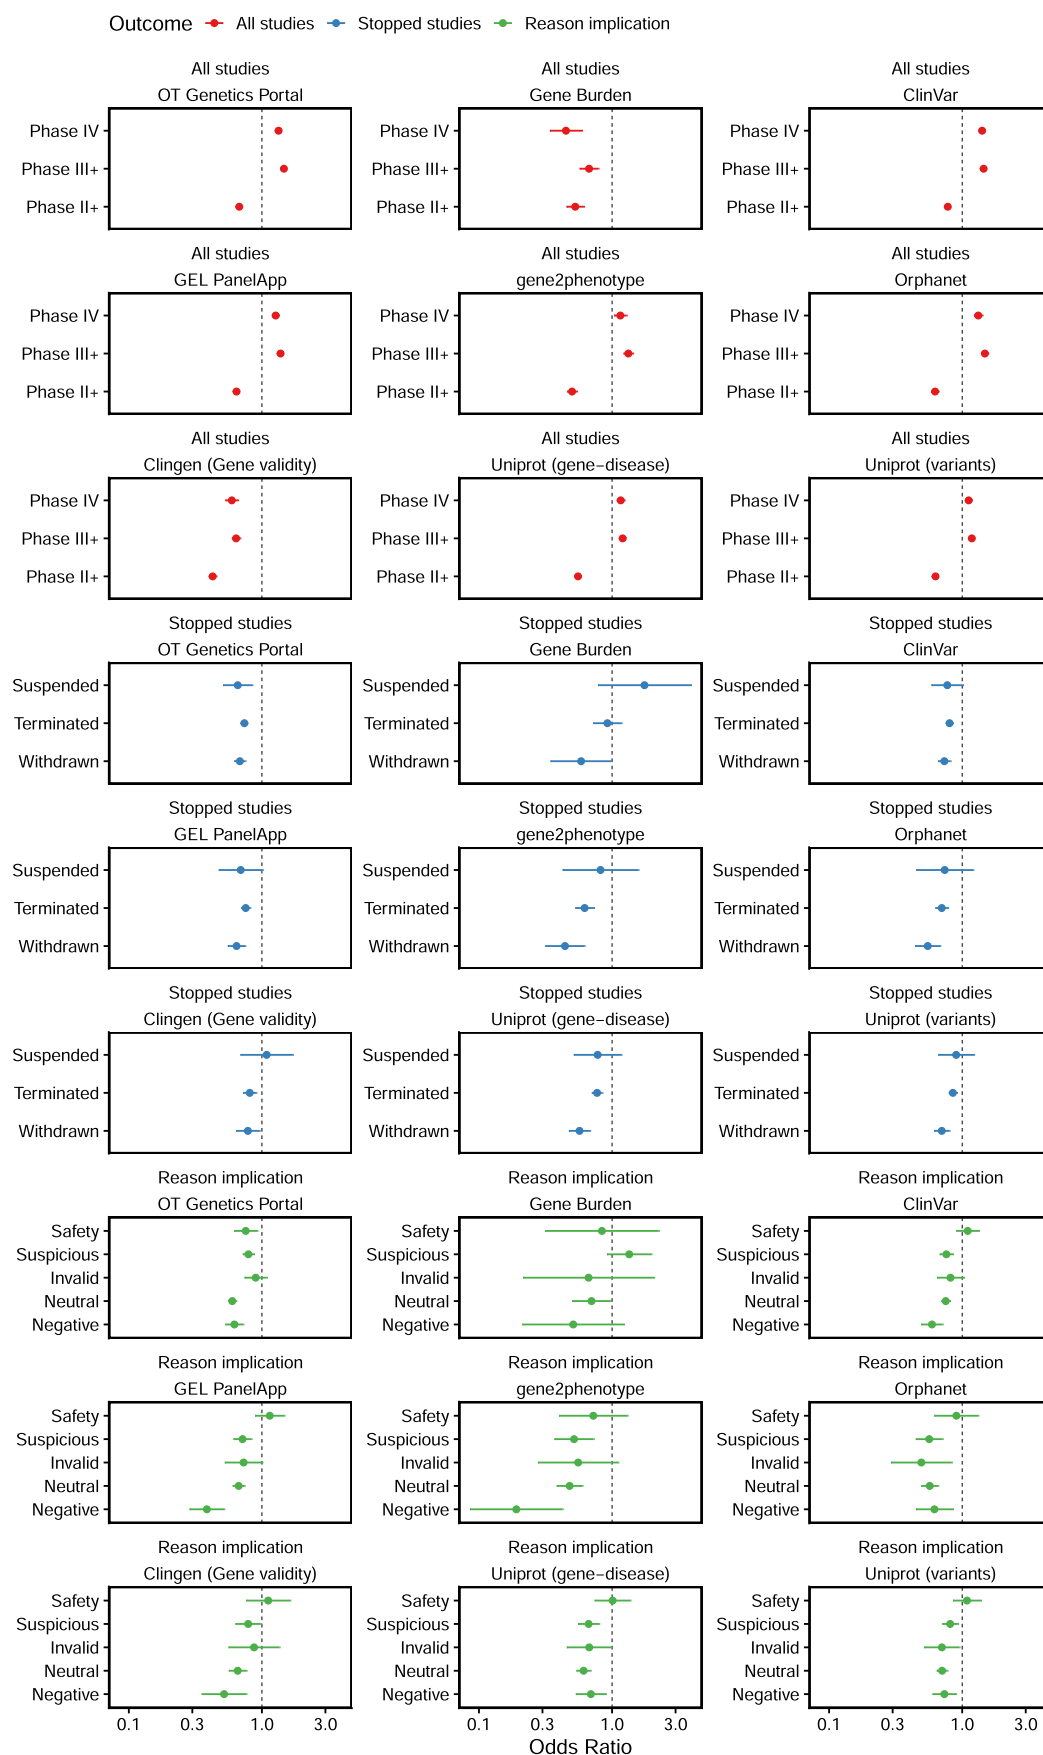 Outcome All studies Stopped studies Reason implication
All studies All studies All studies
OT Genetics Portal Gene Burden ClinVar
Phase IV Phase IV Phase IV
Phase III+ Phase III+ Phase III+
Phase II+ Phase II+ Phase II+
All studies All studies All studies
GEL PanelApp gene2phenotype Orphanet
Phase IV Phase IV Phase IV
Phase III+ Phase III+ Phase III+
Phase II+ Phase II+ Phase II+
All studies All studies All studies
Clingen (Gene validity) Uniprot (gene−disease) Uniprot (variants)
Phase IV Phase IV Phase IV
Phase III+ Phase III+ Phase III+
Phase II+ Phase II+ Phase II+
Stopped studies Stopped studies Stopped studies
OT Genetics Portal Gene Burden ClinVar
Suspended Suspended Suspended
Terminated Terminated Terminated
Withdrawn Withdrawn Withdrawn
Stopped studies Stopped studies Stopped studies
GEL PanelApp gene2phenotype Orphanet
Suspended Suspended Suspended
Terminated Terminated Terminated
Withdrawn Withdrawn Withdrawn
Stopped studies Stopped studies Stopped studies
Clingen (Gene validity) Uniprot (gene−disease) Uniprot (variants)
Suspended Suspended Suspended
Terminated Terminated Terminated
Withdrawn Withdrawn Withdrawn
Reason implication Reason implication Reason implication
OT Genetics Portal Gene Burden ClinVar
Safety Safety Safety
Suspicious Suspicious Suspicious
Invalid Invalid Invalid
Neutral Neutral Neutral
Negative Negative Negative
Reason implication Reason implication Reason implication
GEL PanelApp gene2phenotype Orphanet
Safety Safety Safety
Suspicious Suspicious Suspicious
Invalid Invalid Invalid
Neutral Neutral Neutral
Negative Negative Negative
Reason implication Reason implication Reason implication
Clingen (Gene validity) Uniprot (gene−disease) Uniprot (variants)
Safety Safety Safety
Suspicious Suspicious Suspicious
Invalid Invalid Invalid
Neutral Neutral Neutral
Negative Negative Negative
0.1 0.3 1.0 3.0 0.1 0.3 1.0 3.0 0.1 0.3 1.0 3.0
Odds Ratio